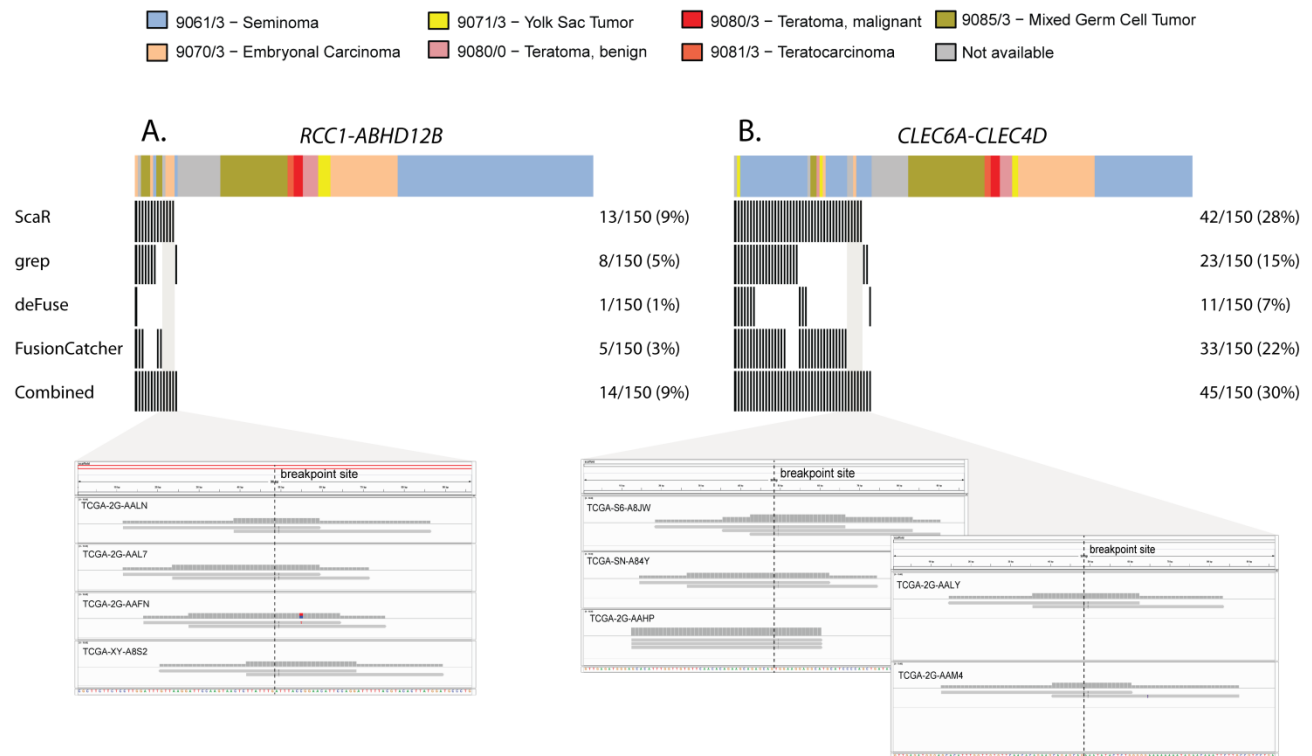 9061/3 – Seminoma
9071/3 – Yolk Sac Tumor
9080/3 – Teratoma, malignant
9085/3 – Mixed Germ Cell Tumor
9070/3 – Embryonal Carcinoma
9080/0 – Teratoma, benign
9081/3 – Teratocarcinoma
Not available
A.
RCC1-ABHD12B
B.
CLEC6A-CLEC4D
ScaR
13/150 (9%)
42/150 (28%)
grep
8/150 (5%)
23/150 (15%)
deFuse
1/150 (1%)
11/150 (7%)
FusionCatcher
5/150 (3%)
33/150 (22%)
Combined
14/150 (9%)
45/150 (30%)
breakpoint site
TCGA-2G-AALN
TCGA-2G-AAL7
TCGA-2G-AAFN
TCGA-XY-A8S2
breakpoint site
TCGA-S6-A8JW
TCGA-SN-A84Y
TCGA-2G-AAHP
breakpoint site
TCGA-2G-AALY
TCGA-2G-AAM4